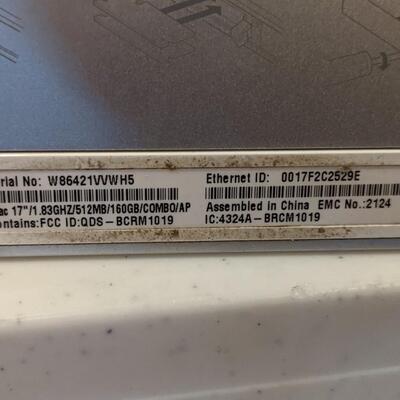 erial No: W86421VVWH5 Ethernet ID: 0017F2C2529E
ac 17"/1.83GHZ/512MB/160GB/COMBO/AP Assembled in China EMC No.:2124
ontains:FCC ID:QDS-BCRM1019 IC:4324A-BRCM1019